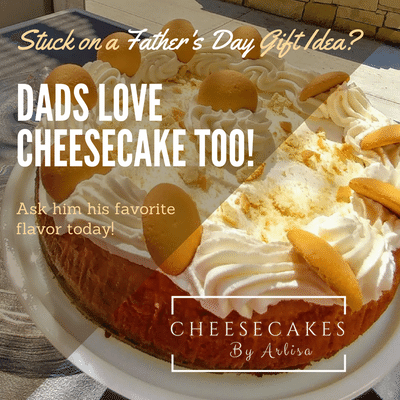 Stuck on a Father's Day Gift Idea?
DADS LOVE
CHEESECAKE TOO!
Ask him his favorite
flavor today!
CHEESECAKES
By Arlisa